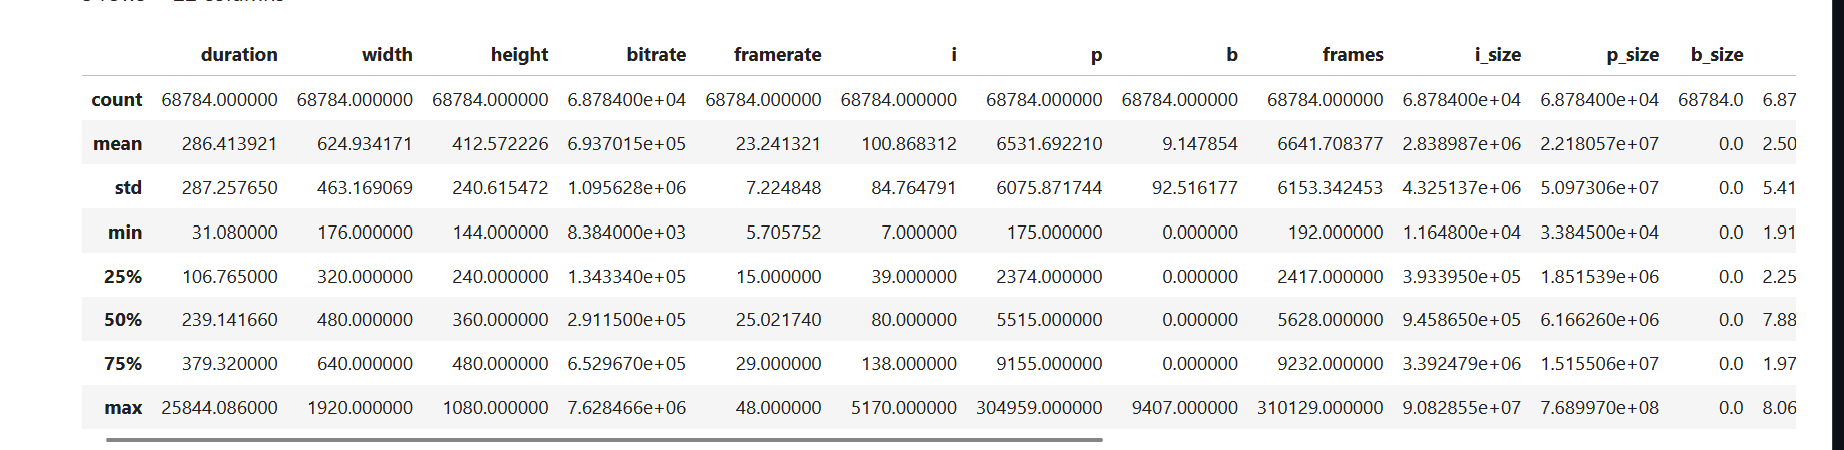 duration width height bitrate framerate i p b frames i_size p_size b_size
count 68784.000000 68784.000000 68784.000000 6.878400e+04 68784.000000 68784.000000 68784.000000 68784.000000 68784.000000 6.878400e+04 6.878400e+04 68784.0 6.87
mean 286.413921 624.934171 412.572226 6.937015e+05 23.241321 100.868312 6531.692210 9.147854 6641.708377 2.838987e+06 2.218057e+07 0.0 2.50
std 287.257650 463.169069 240.615472 1.095628e+06 7.224848 84.764791 6075.871744 92.516177 6153.342453 4.325137e+06 5.097306e+07 0.0 5.41
min 31.080000 176.000000 144.000000 8.384000e+03 5.705752 7.000000 175.000000 0.000000 192.000000 1.164800e+04 3.384500e+04 0.0 1.91
25% 106.765000 320.000000 240.000000 1.343340e+05 15.000000 39.000000 2374.000000 0.000000 2417.000000 3.933950e+05 1.851539e+06 0.0 2.25
50% 239.141660 480.000000 360.000000 2.911500e+05 25.021740 80.000000 5515.000000 0.000000 5628.000000 9.458650e+05 6.166260e+06 0.0 7.88
75% 379.320000 640.000000 480.000000 6.529670e+05 29.000000 138.000000 9155.000000 0.000000 9232.000000 3.392479e+06 1.515506e+07 0.0 1.97
max 25844.086000 1920.000000 1080.000000 7.628466e+06 48.000000 5170.000000 304959.000000 9407.000000 310129.000000 9.082855e+07 7.689970e+08 0.0 8.06